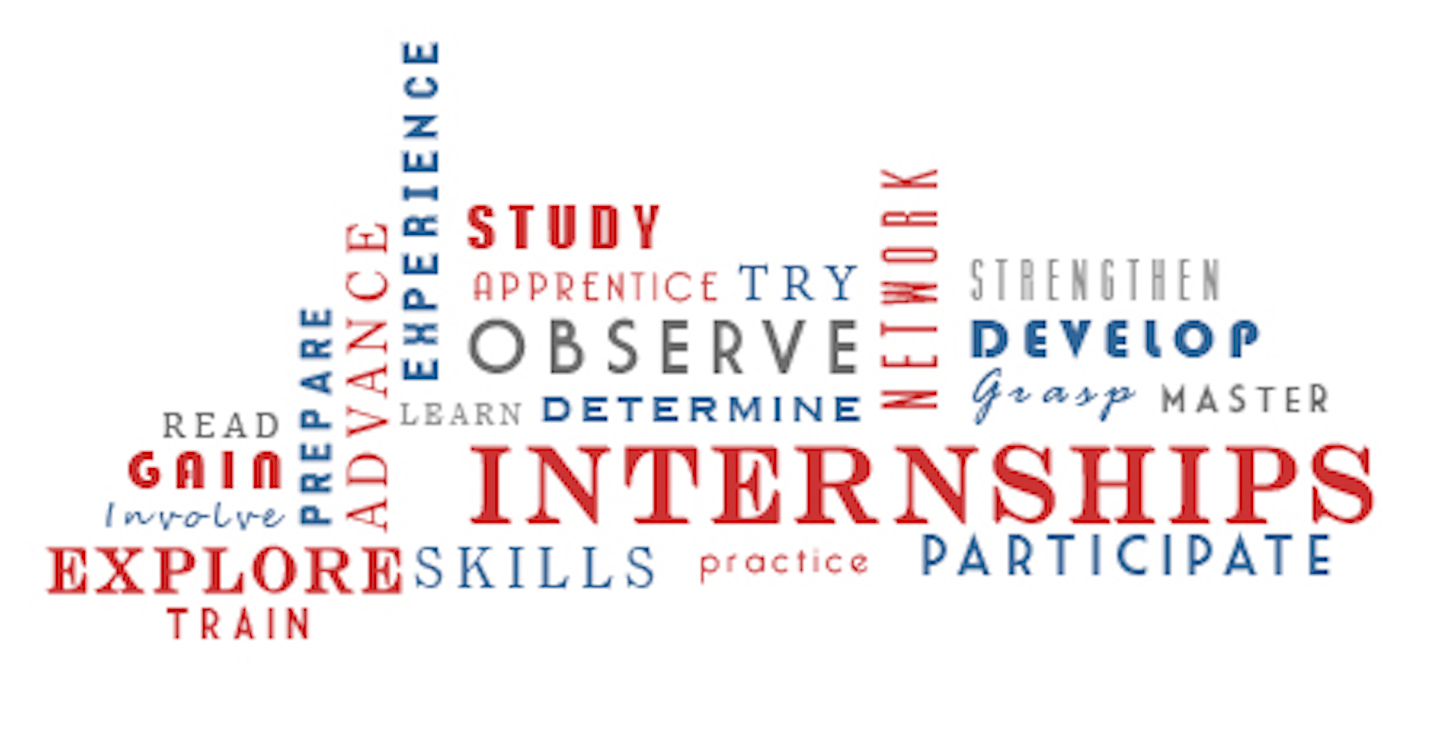 EXPERIENCE
STUDY
NETWORK
ADVANCE
APPRENTICE TRY
STRENGTHEN
PREPARE
OBSERVE
DEVELOP
Grasp MASTER
LEARN DETERMINE
READ
GAIN
INTERNSHIPS
Involve
EXPLORE SKILLS practice PARTICIPATE
TRAIN